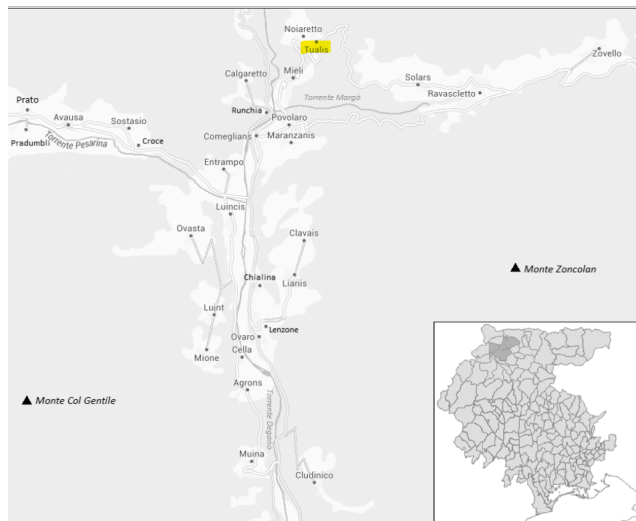 Noiaretto
Tualis
Zovello
Calgaretto
Mieli
Solars
Ravascletto
Prato
Torrente Margò
Avausa
Sostasio
Runchia
Povolaro
Pradumbli
Torrente Pesarina
Croce
Comeglians
Maranzanis
Entrampo
Luincis
Ovasta
Clavais
Monte Zoncolan
Chialina
Liariis
Luint
Lenzone
Ovaro
Mione
Cella
Agrons
Monte Col Gentile
Torrente Degano
Muina
Cludinico